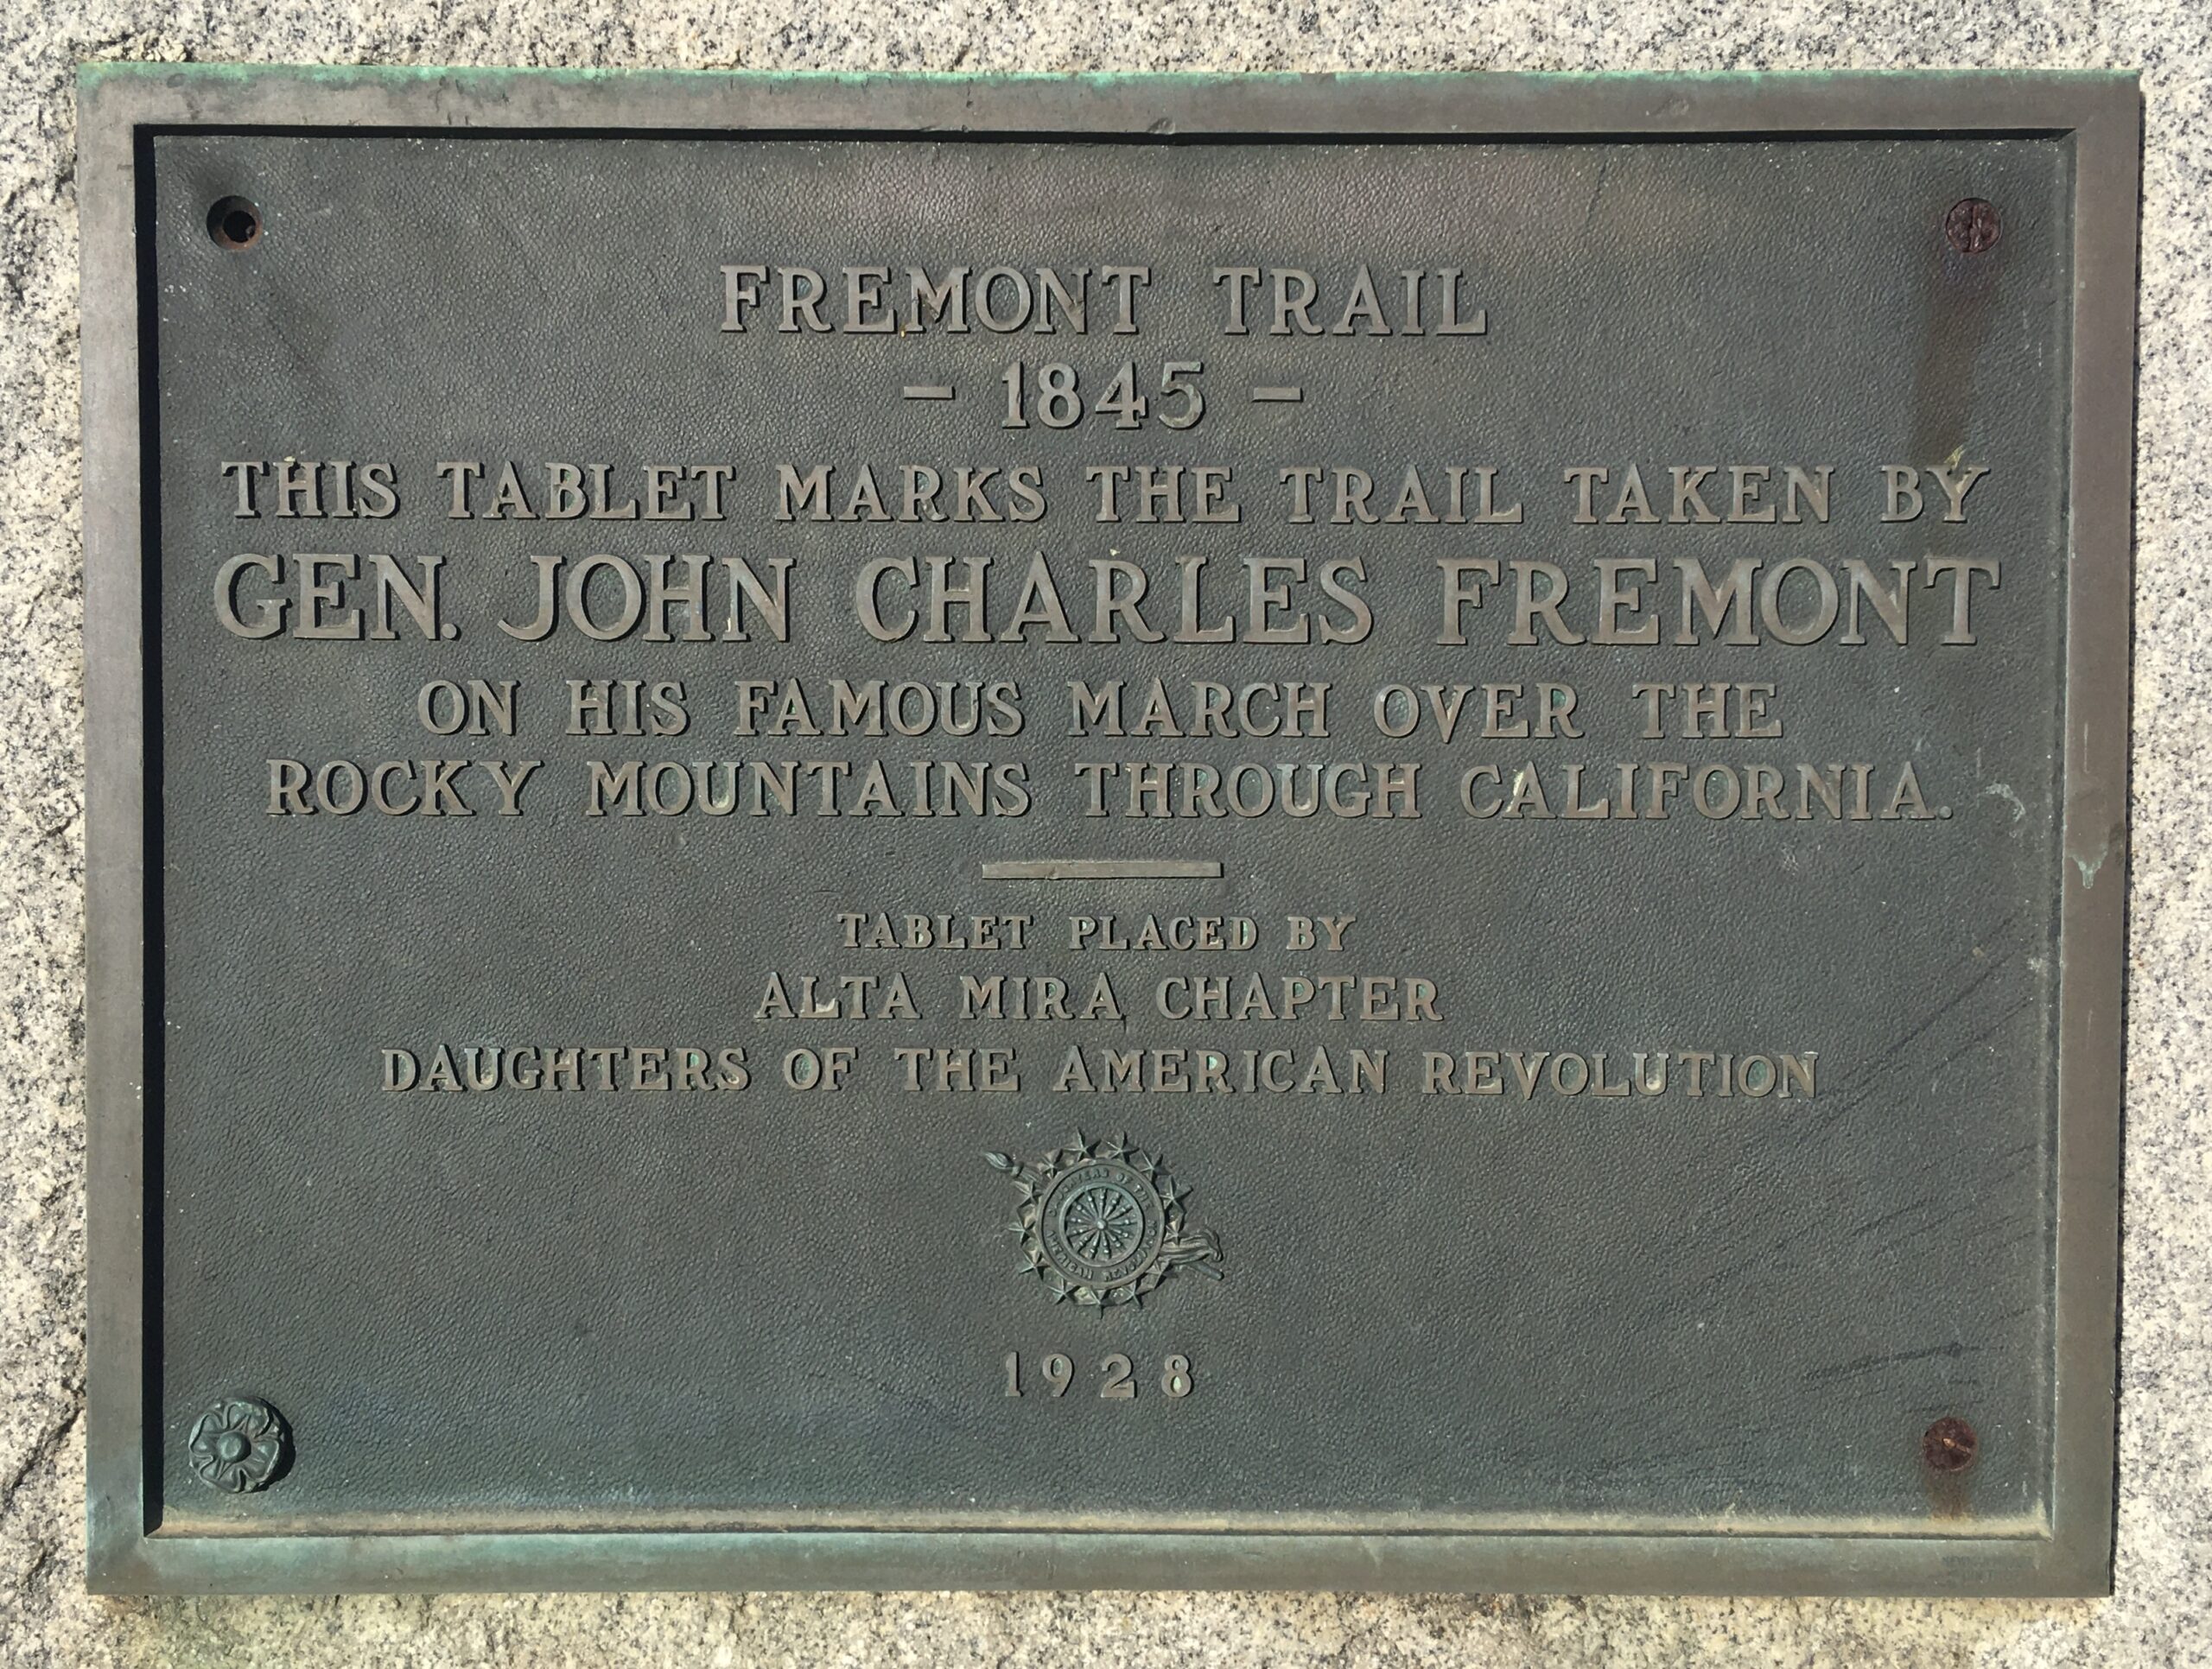 FREMONT TRAIL
- 1845 -
THIS TABLET MARKS THE TRAIL TAKEN BY
GEN. JOHN CHARLES FREMONT
ON HIS FAMOUS MARCH OVER THE
ROCKY MOUNTAINS THROUGH CALIFORNIA.
TABLET PLACED BY
ALTA MIRA CHAPTER
DAUGHTERS OF THE AMERICAN REVOLUTION
1928